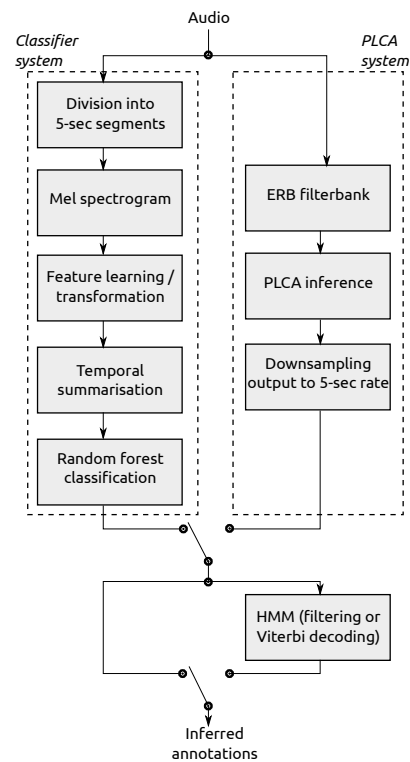 Audio
Classifier
system
PLCA
system
Division into
5-sec segments
Mel spectrogram
Feature learning /
transformation
Temporal
summarisation
Random forest
classification
ERB filterbank
PLCA inference
Downsampling
output to 5-sec rate
HMM (filtering or
Viterbi decoding)
Inferred
annotations